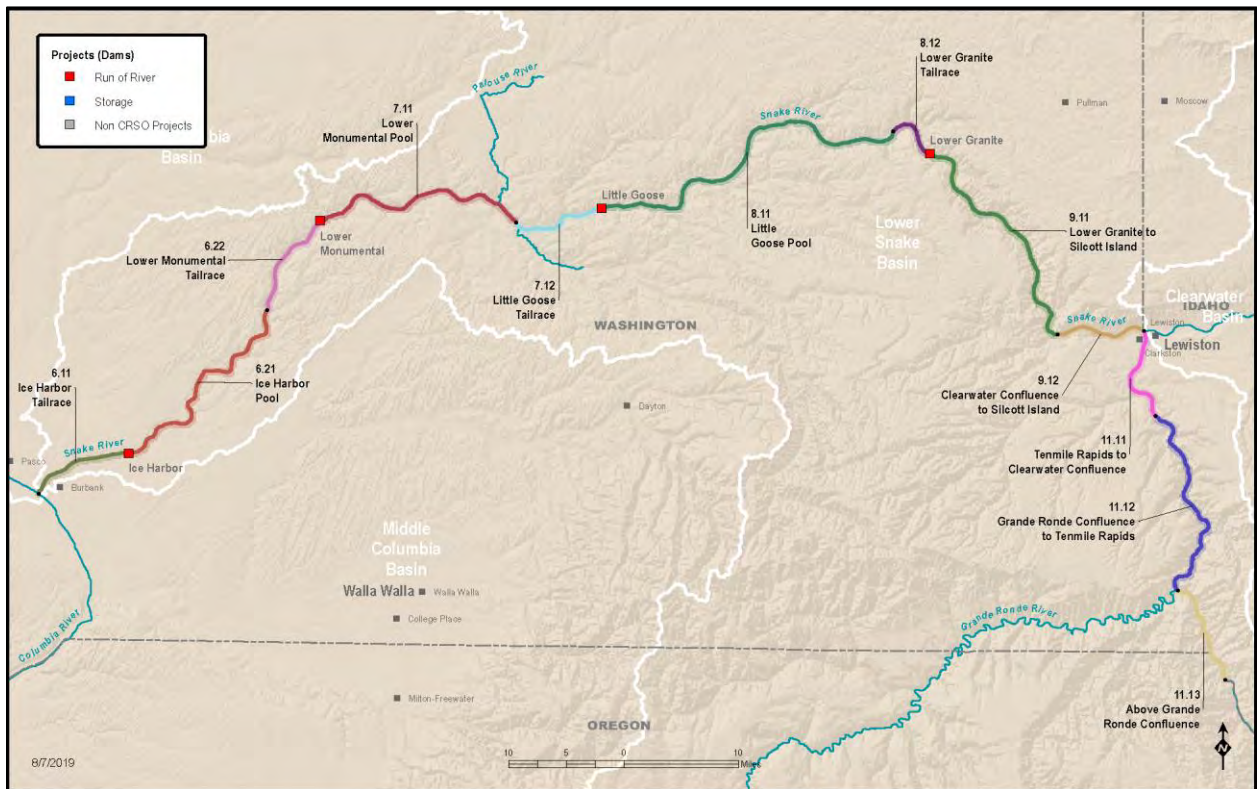 Projects (Dams)
Run of River
Storage
Non CRSO Projects
Basin
Palouse River
8.12
Lower Granite
Tailrace
Pullman
Moscow
7.11
Lower
Monumental Pool
Snake River
Lower Granite
Little Goose
Lower
Monumental
6.22
Lower Monumental
Tailrace
8.11
Little
Goose Pool
Lower
Snake
Basin
9.11
Lower Granite to
Silcott Island
7.12
Little Goose
Tailrace
WASHINGTON
Clearwater
Basin
IDAHO
Snake River
Lewiston
Lewiston
Clarkston
6.11
Ice Harbor
Tailrace
6.21
Ice Harbor
Pool
9.12
Clearwater Confluence
to Silcott Island
Dayton
Snake River
Pasco
Ice Harbor
Burbank
11.11
Tenmile Rapids to
Clearwater Confluence
11.12
Grande Ronde Confluence
to Tenmile Rapids
Middle
Columbia
Basin
Walla Walla
Walla Walla
College Place
Columbia River
Grande Ronde River
Milton-Freewater
OREGON
11.13
Above Grande
Ronde Confluence
N
8/7/2019
10 5 0 10
Miles